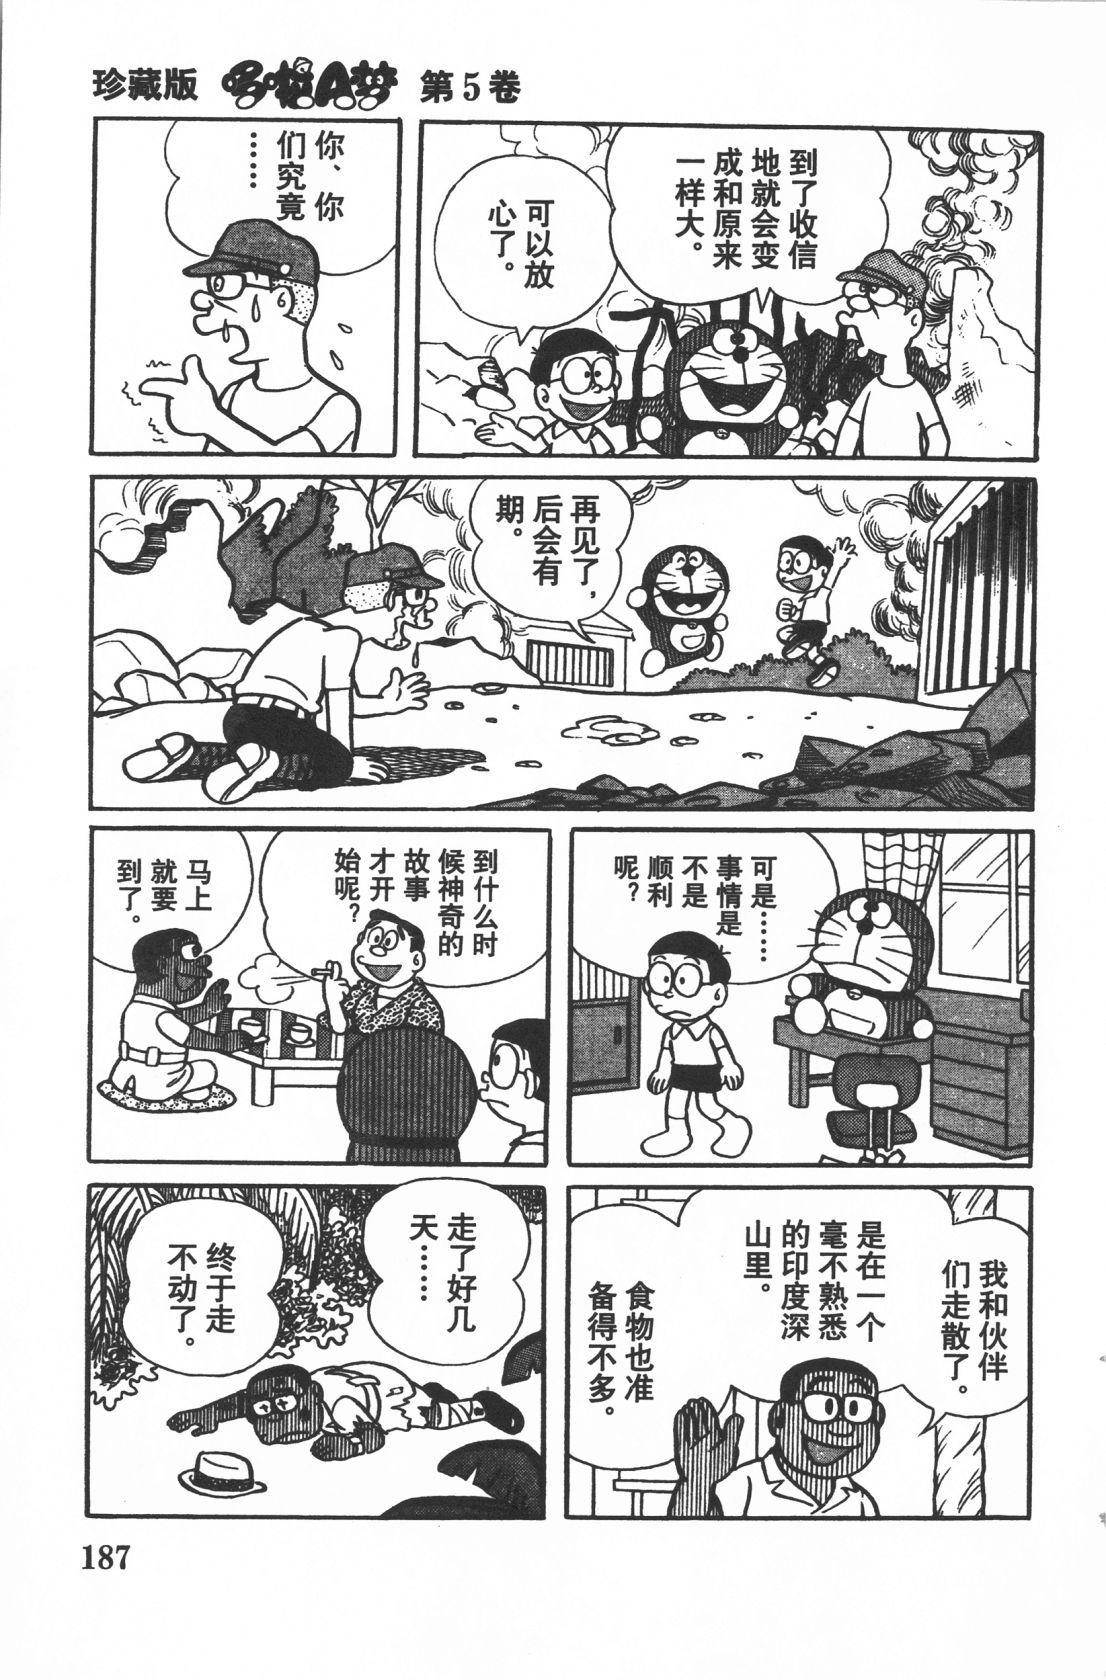 珍藏版 哆啦A梦 第5卷
到了收信
地就会变
成和原来
一样大。
可以放
心了。
你、你
们究竟
……
再见了，
后会有
期。
可是……
事情是
不是
顺利
呢？
到什么时
候神奇的
故事
才开
始呢？
马上
就要
到了。
我和伙伴
们走散了。
是在一个
毫不熟悉
的印度深
山里。
食物也准
备得不多。
走了好几
天……
终于走
不动了。
187